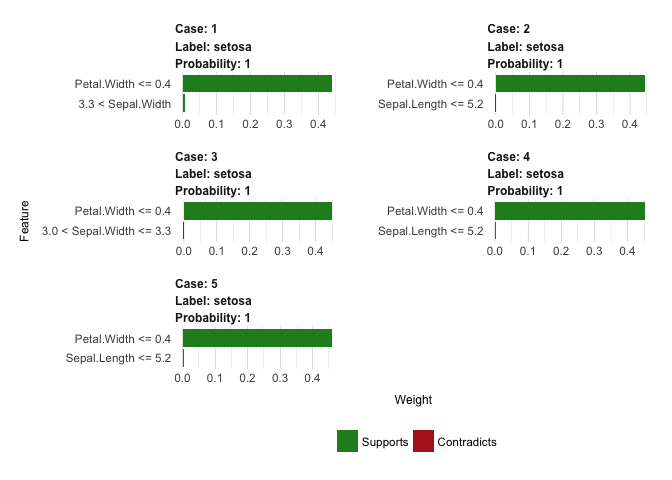 Case: 1
Label: setosa
Probability: 1
Petal.Width <= 0.4
3.3 < Sepal.Width
0.0 0.1 0.2 0.3 0.4
Case: 2
Label: setosa
Probability: 1
Petal.Width <= 0.4
Sepal.Length <= 5.2
0.0 0.1 0.2 0.3 0.4
Case: 3
Label: setosa
Probability: 1
Petal.Width <= 0.4
3.0 < Sepal.Width <= 3.3
0.0 0.1 0.2 0.3 0.4
Case: 4
Label: setosa
Probability: 1
Petal.Width <= 0.4
Sepal.Length <= 5.2
0.0 0.1 0.2 0.3 0.4
Feature
Case: 5
Label: setosa
Probability: 1
Petal.Width <= 0.4
Sepal.Length <= 5.2
0.0 0.1 0.2 0.3 0.4
Weight
Supports Contradicts